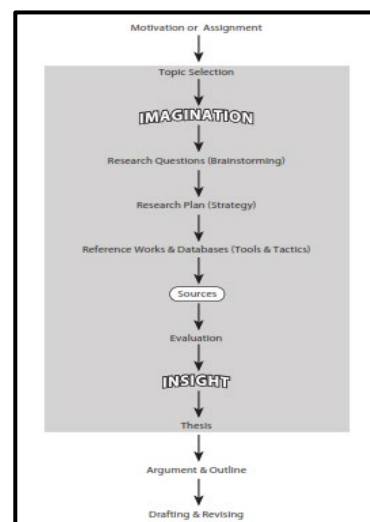 Motivation or Assignment
Topic Selection
IMAGINATION
Research Questions (Brainstorming)
Research Plan (Strategy)
Reference Works & Databases (Tools & Tactics)
Sources
Evaluation
INSIGHT
Thesis
Argument & Outline
Drafting & Revising